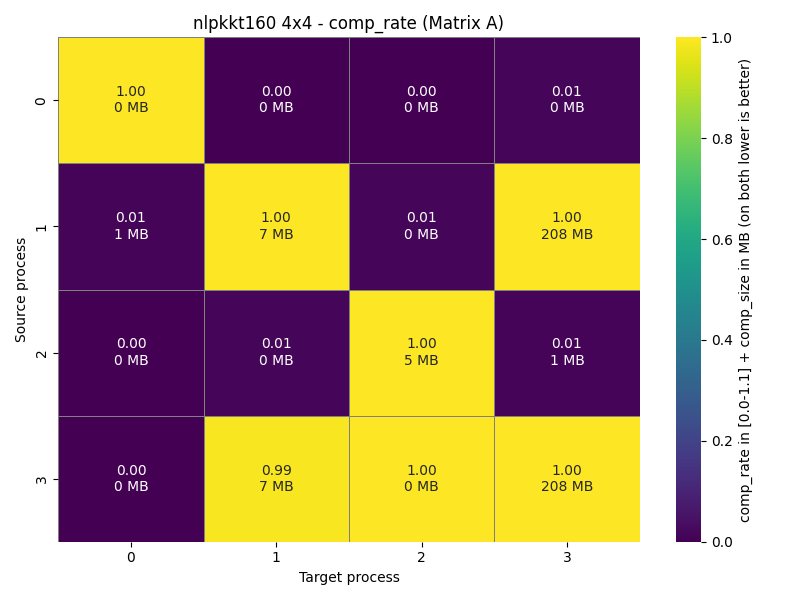 nlpkkt160 4x4 - comp_rate (Matrix A)
1.00
0 MB
0.00
0 MB
0.00
0 MB
0.01
0 MB
0.01
1 MB
1.00
7 MB
0.01
0 MB
1.00
208 MB
0.00
0 MB
0.01
0 MB
1.00
5 MB
0.01
1 MB
0.00
0 MB
0.99
7 MB
1.00
0 MB
1.00
208 MB
0
1
2
3
Source process
0
1
2
3
Target process
1.0
0.8
0.6
0.4
0.2
0.0
comp_rate in [0.0-1.1] + comp_size in MB (on both lower is better)